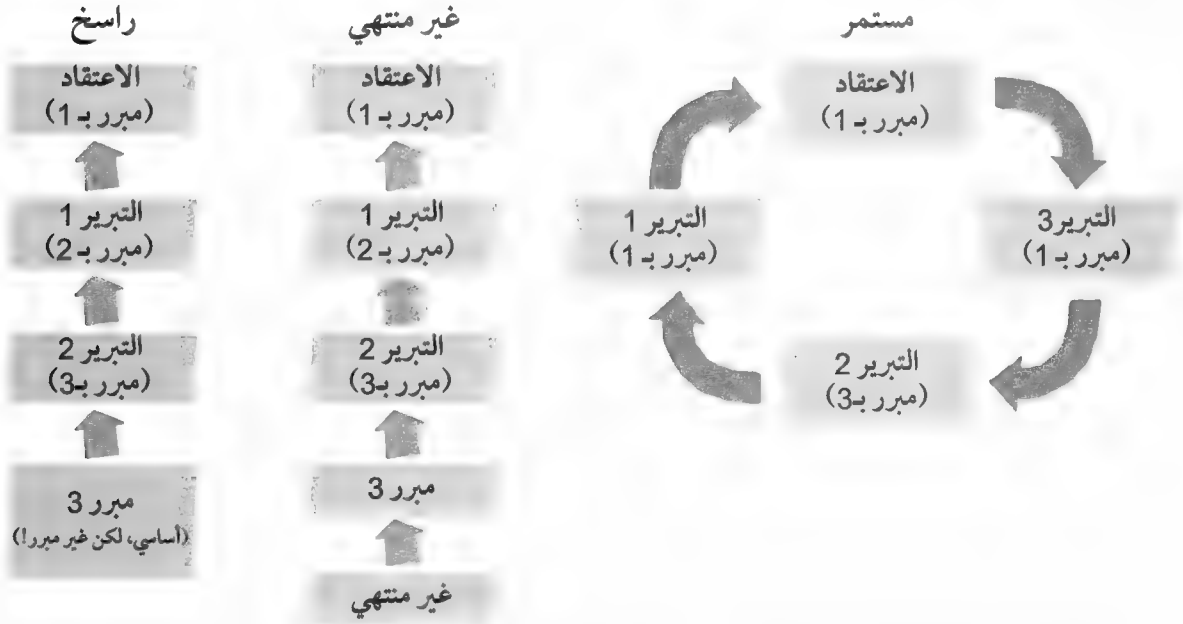 راسخ
الاعتقاد
(مبرر بـ 1)
التبرير 1
(مبرر بـ 2)
التبرير 2
(مبرر بـ3)
مبرر 3
(أساسي، لكن غير مبرر!)
غير منتهي
الاعتقاد
(مبرر بـ 1)
التبرير 1
(مبرر بـ 2)
التبرير 2
(مبرر بـ3)
مبرر 3
غير منتهي
مستمر
الاعتقاد
(مبرر بـ 1)
التبرير3
(مبرر بـ 1)
التبرير 2
(مبرر بـ3)
التبرير 1
(مبرر بـ 1)